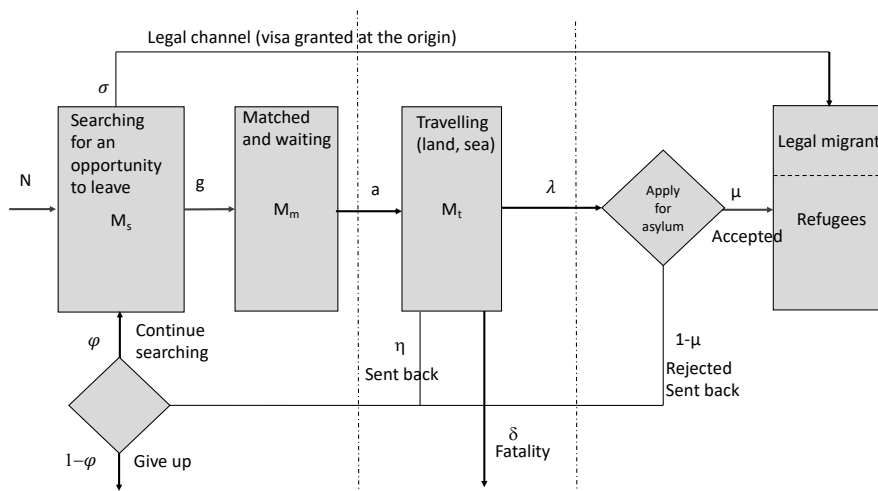 Legal channel (visa granted at the origin)
σ
Searching
for an
opportunity
to leave
M_s
N
g
Matched
and waiting
M_m
a
Travelling
(land, sea)
M_t
λ
Apply
for
asylum
μ
Accepted
Legal migrant
Refugees
φ
Continue
searching
η
Sent back
1-μ
Rejected
Sent back
δ
Fatality
1−φ
Give up